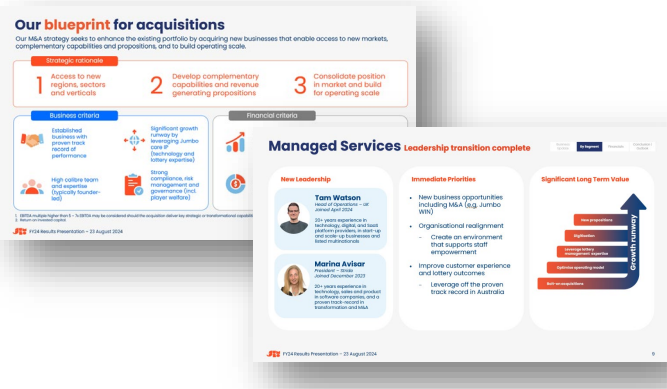 Our blueprint for acquisitions
Our M&A strategy seeks to enhance the existing portfolio by acquiring new businesses that enable access to new markets,
complementary capabilities and propositions, and to build operating scale.
Strategic rationale
1 Access to new
regions, sectors
and verticals
2 Develop complementary
capabilities and revenue
generating propositions
3 Consolidate position
in market and build
for operating scale
Business criteria
Financial criteria
Established
business with
proven track
record of
performance
Significant growth
runway by
leveraging Jumbo
core IP
(technology and
lottery expertise)
High calibre team
and expertise
(typically founder-
led)
Strong
compliance, risk
management and
governance (incl.
player welfare)
2. Return on invested capital.
FY24 Results Presentation – 23 August 2024
Managed Services Leadership transition complete
By Segment
New Leadership
Tam Watson
Head of Operations – UK
Joined April 2024
20+ years experience in
technology, digital, and SaaS
platform providers, in start-up
and scale-up businesses and
listed multinationals
Marina Avisar
President – Stride
Joined December 2023
20+ years experience in
technology, sales and product
in software companies, and a
proven track-record in
transformation and M&A
Immediate Priorities
• New business opportunities
including M&A (e.g. Jumbo
WIN)
• Organisational realignment
– Create an environment
that supports staff
empowerment
• Improve customer experience
and lottery outcomes
– Leverage off the proven
track record in Australia
Significant Long Term Value
New propositions
Digitisation
Leverage lottery
management expertise
Optimise operating model
Bolt-on acquisitions
Growth runway
FY24 Results Presentation – 23 August 2024
9